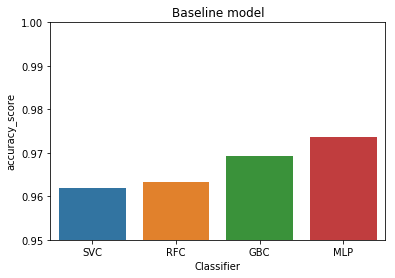 Baseline model
1.00
0.99
0.98
0.97
0.96
0.95
accuracy_score
SVC RFC GBC MLP
Classifier